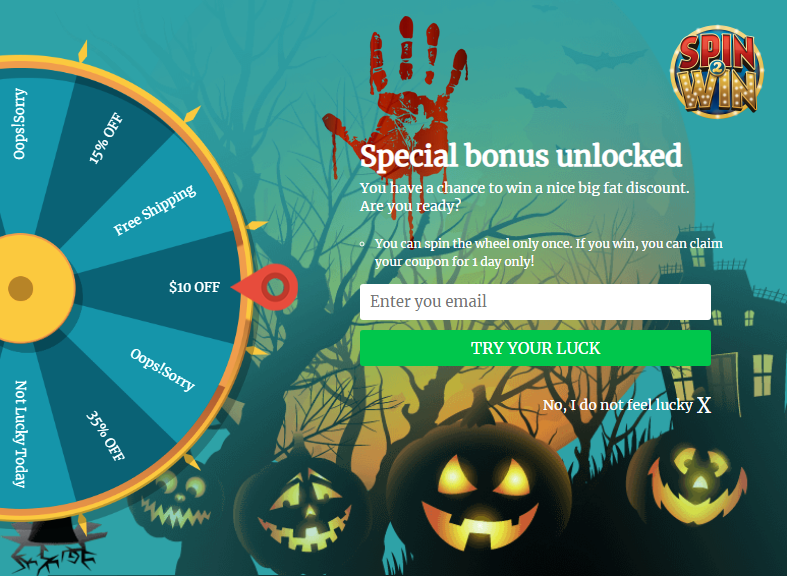 SPIN
2
WIN
Oops!Sorry
15% OFF
Free Shipping
$10 OFF
Oops!Sorry
35% OFF
Not Lucky Today
Special bonus unlocked
You have a chance to win a nice big fat discount.
Are you ready?
You can spin the wheel only once. If you win, you can claim
your coupon for 1 day only!
Enter you email
TRY YOUR LUCK
No, I do not feel lucky X